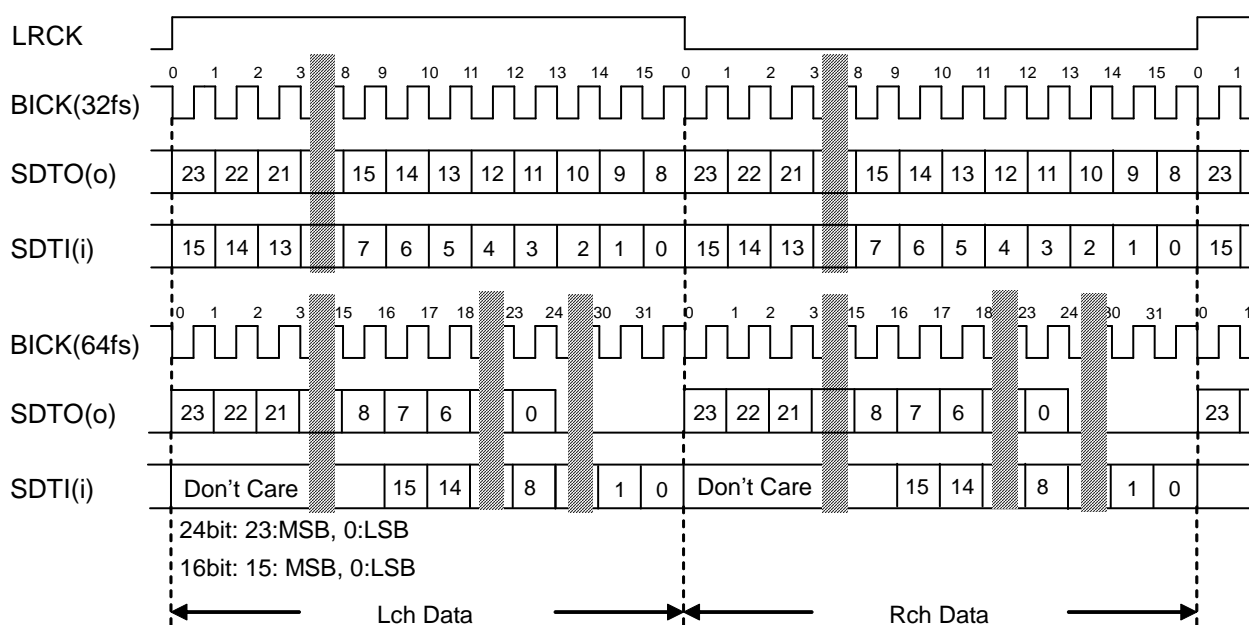 LRCK
0 1 2 3 8 9 10 11 12 13 14 15 0 1 2 3 8 9 10 11 12 13 14 15 0 1
BICK(32fs)
SDTO(o) 23 22 21 15 14 13 12 11 10 9 8 23 22 21 15 14 13 12 11 10 9 8 23
SDTI(i) 15 14 13 7 6 5 4 3 2 1 0 15 14 13 7 6 5 4 3 2 1 0 15
0 1 2 3 15 16 17 18 23 24 30 31 0 1 2 3 15 16 17 18 23 24 30 31 0 1
BICK(64fs)
SDTO(o) 23 22 21 8 7 6 0 23 22 21 8 7 6 0 23
SDTI(i) Don't Care 15 14 8 1 0 Don't Care 15 14 8 1 0
24bit: 23:MSB, 0:LSB
16bit: 15: MSB, 0:LSB
Lch Data Rch Data